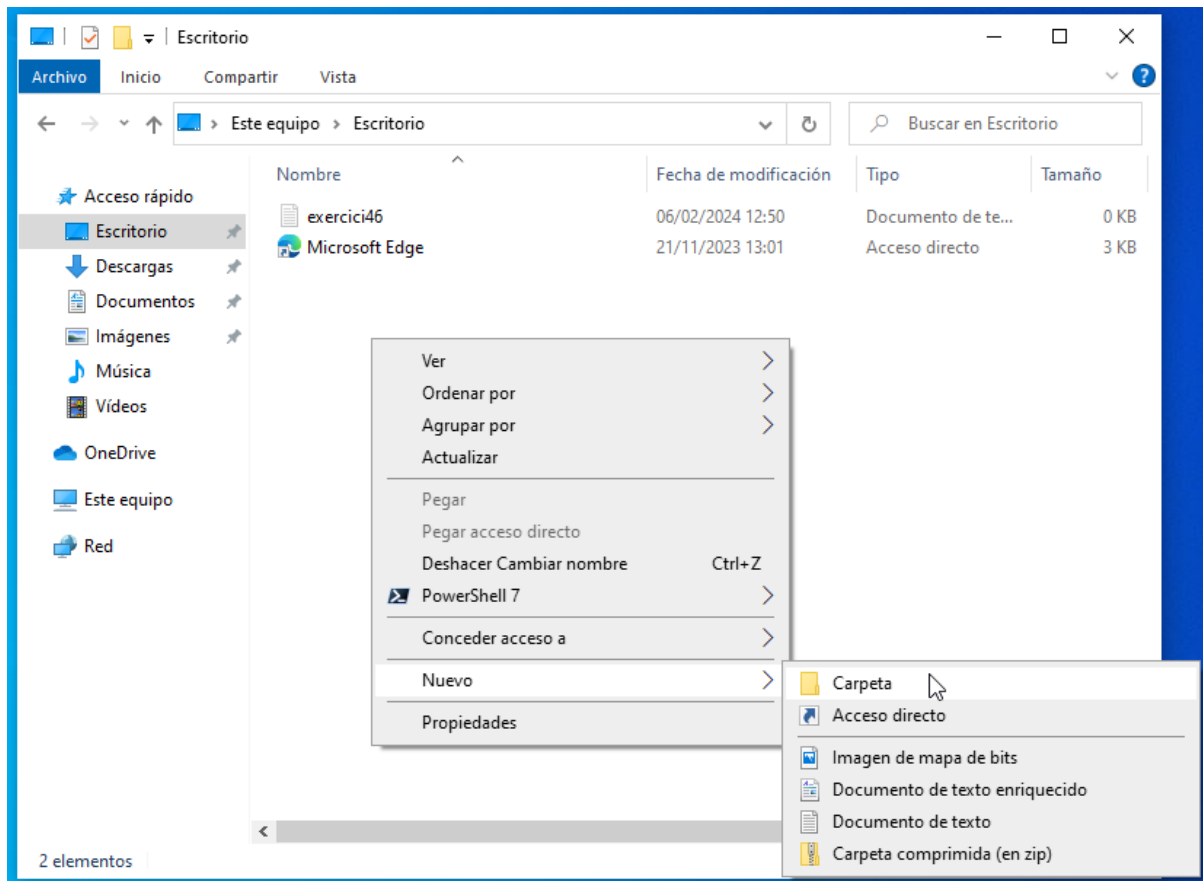 Escritorio
Archivo Inicio Compartir Vista
Este equipo Escritorio Buscar en Escritorio
Nombre Fecha de modificación Tipo Tamaño
Acceso rápido
Escritorio
Descargas
Documentos
Imágenes
Música
Vídeos
OneDrive
Este equipo
Red
exercici46 06/02/2024 12:50 Documento de te... 0 KB
Microsoft Edge 21/11/2023 13:01 Acceso directo 3 KB
Ver
Ordenar por
Agrupar por
Actualizar
Pegar
Pegar acceso directo
Deshacer Cambiar nombre Ctrl+Z
PowerShell 7
Conceder acceso a
Nuevo
Propiedades
Carpeta
Acceso directo
Imagen de mapa de bits
Documento de texto enriquecido
Documento de texto
Carpeta comprimida (en zip)
2 elementos